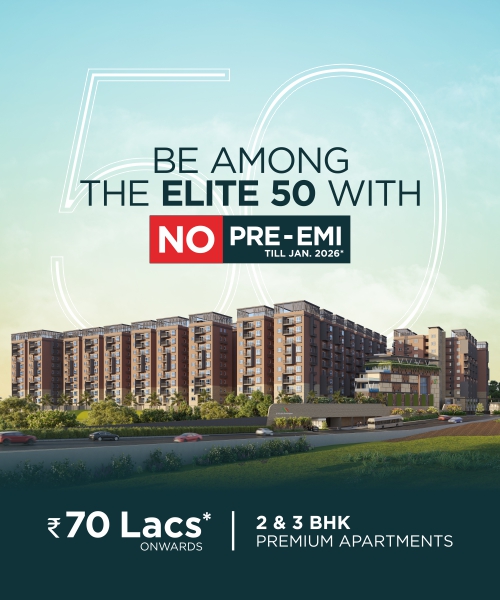 50
BE AMONG
THE ELITE 50 WITH
NO PRE-EMI
TILL JAN. 2026*
₹70 Lacs*
ONWARDS
2 & 3 BHK
PREMIUM APARTMENTS